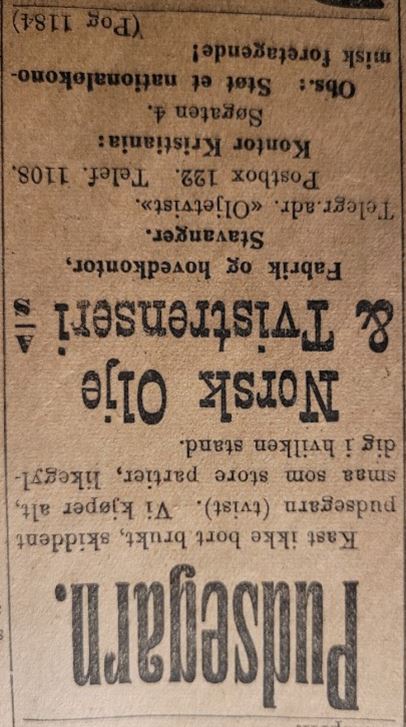 Pudsegarn.
Kast ikke bort brukt, skiddent
pudsegarn (tvist). Vi kjøper alt,
smaa som store partier, likegyl-
dig i hvilken stand.
Norsk Olje
& Tvistrenseri A/S
Fabrik og hovedkontor,
Stavanger.
Telegr.adr. «Oljetvist».
Postbox 122. Telef. 1108.
Kontor Kristiania:
Søgaten 4.
Obs.: Støt et nationaløkono-
misk foretagende!
(Pog 1184)